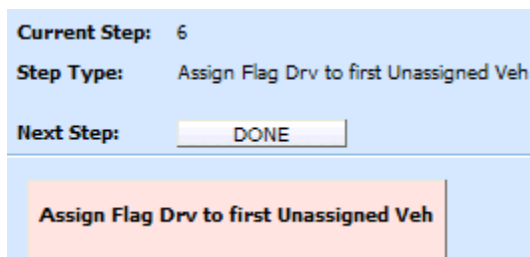 Current Step: 6
Step Type: Assign Flag Drv to first Unassigned Veh
Next Step: DONE
Assign Flag Drv to first Unassigned Veh